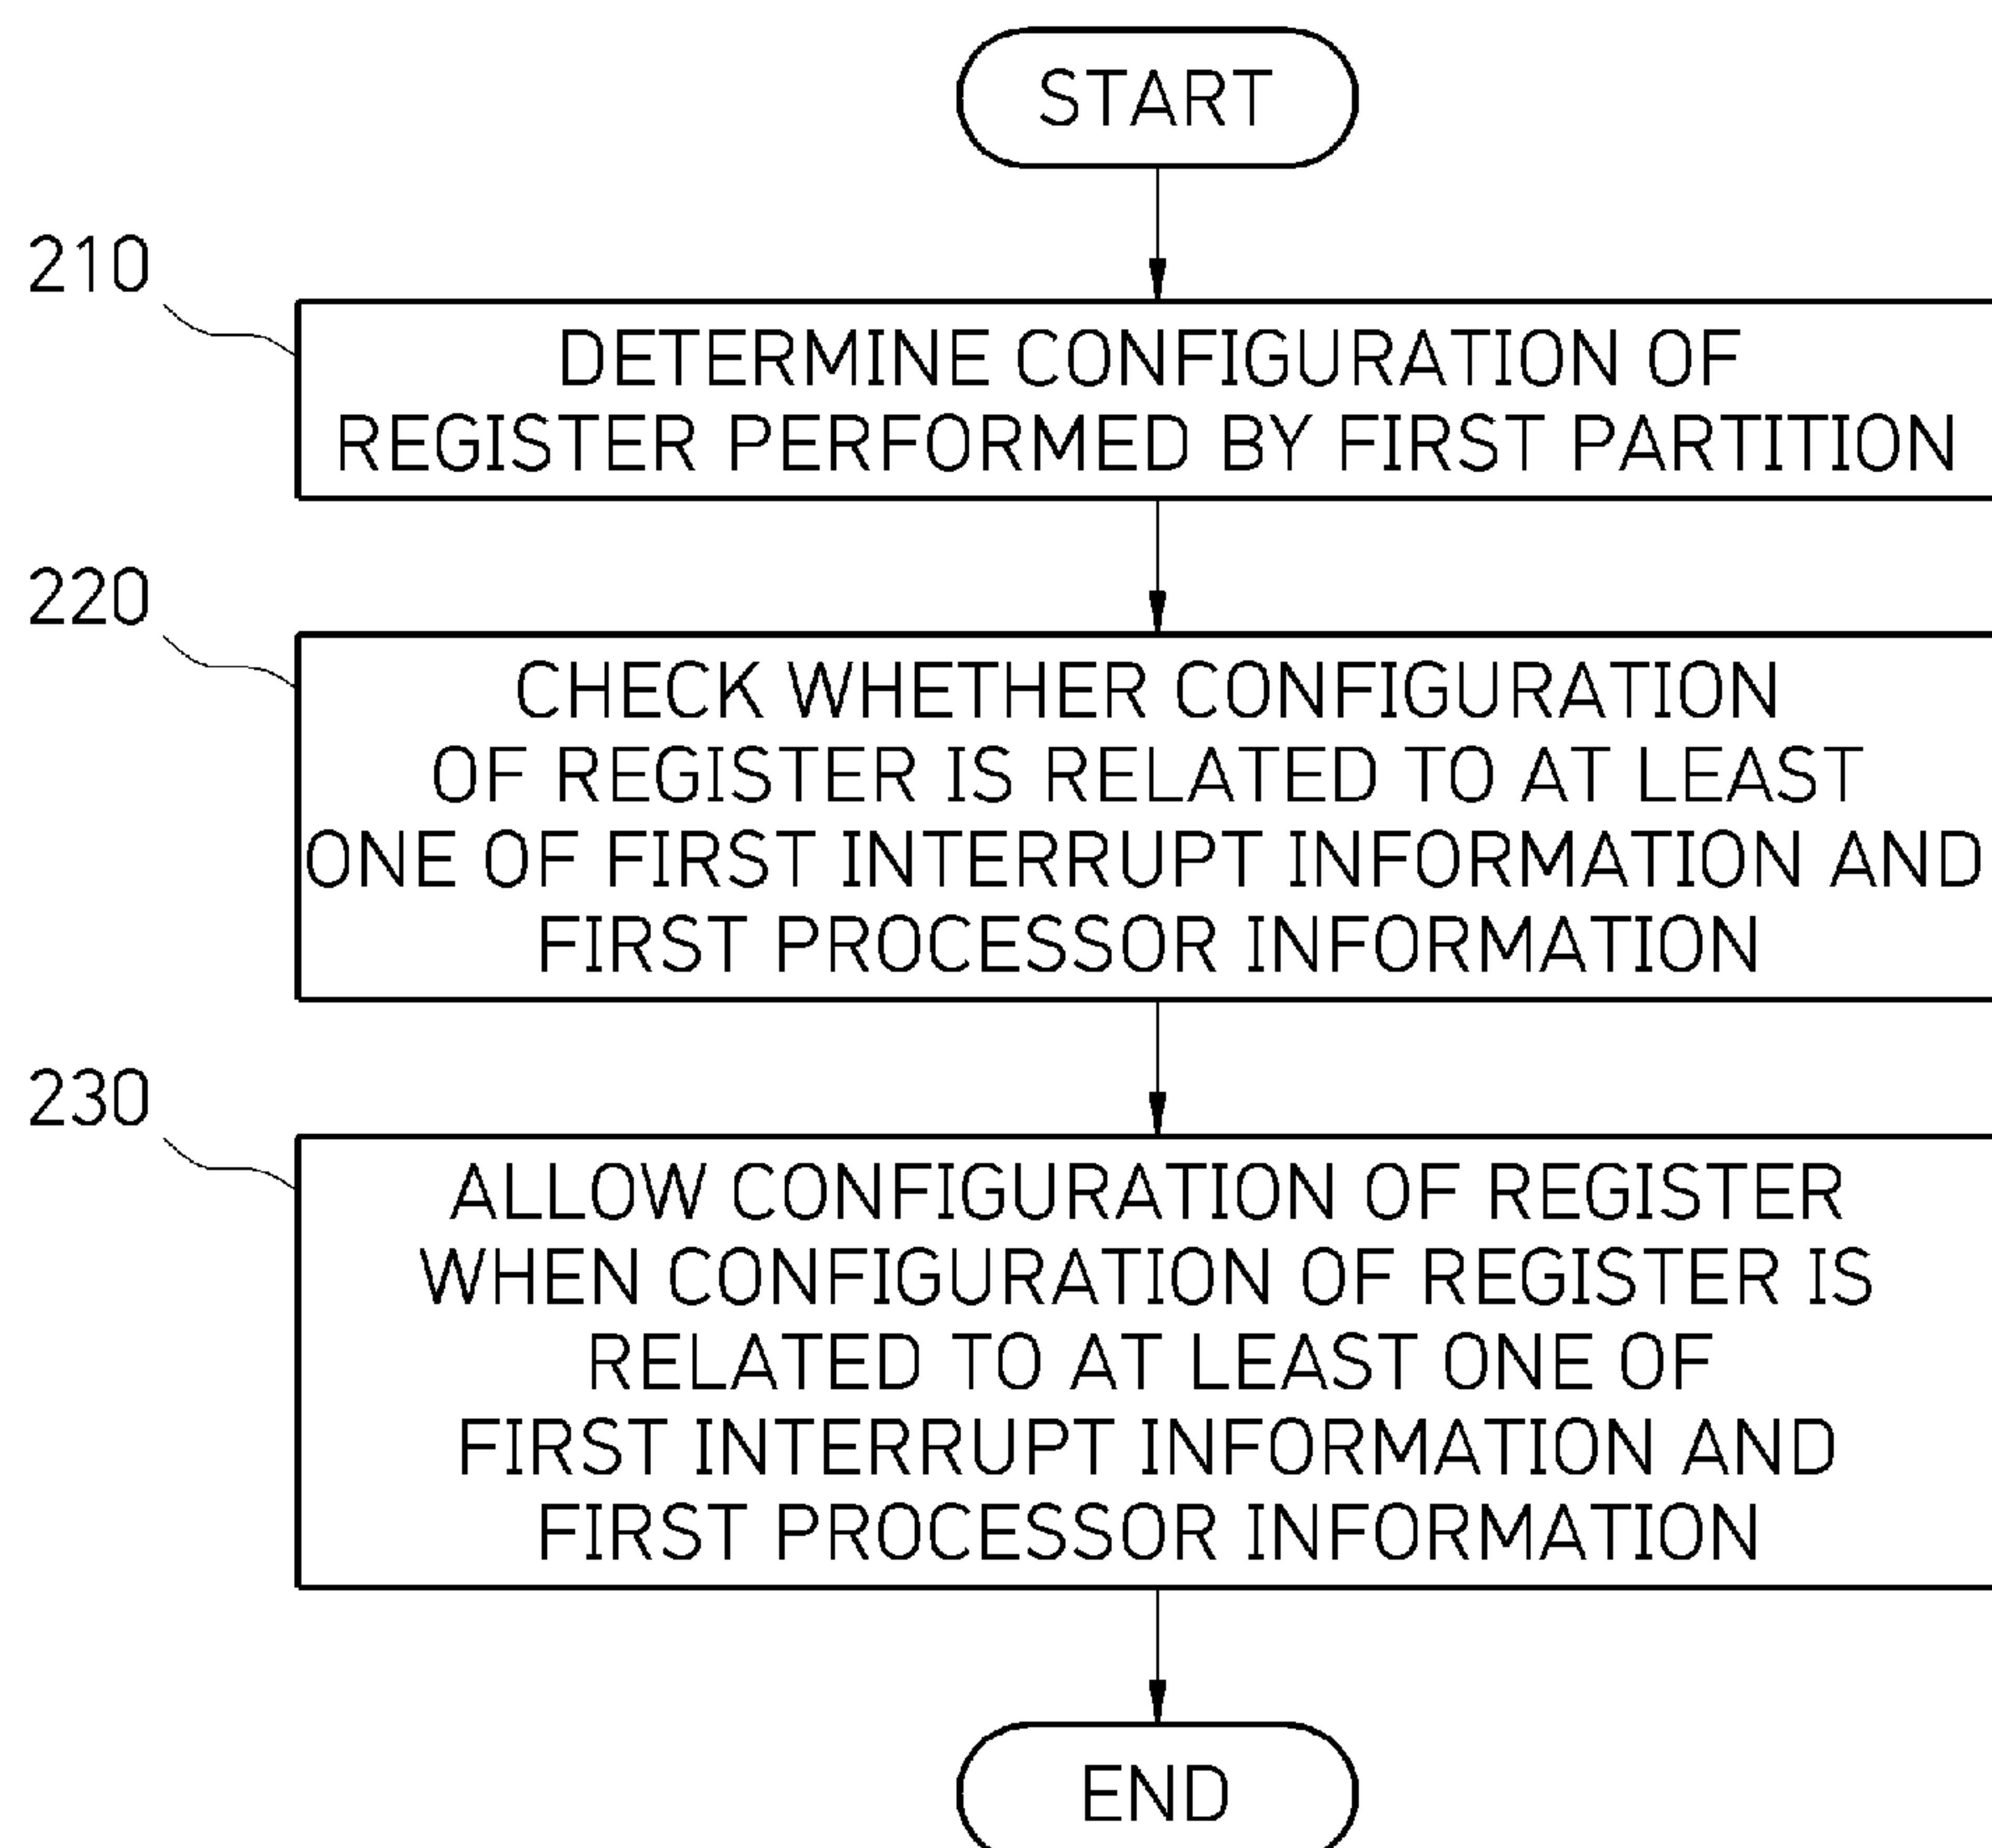 START
210
DETERMINE CONFIGURATION OF
REGISTER PERFORMED BY FIRST PARTITION
220
CHECK WHETHER CONFIGURATION
OF REGISTER IS RELATED TO AT LEAST
ONE OF FIRST INTERRUPT INFORMATION AND
FIRST PROCESSOR INFORMATION
230
ALLOW CONFIGURATION OF REGISTER
WHEN CONFIGURATION OF REGISTER IS
RELATED TO AT LEAST ONE OF
FIRST INTERRUPT INFORMATION AND
FIRST PROCESSOR INFORMATION
END